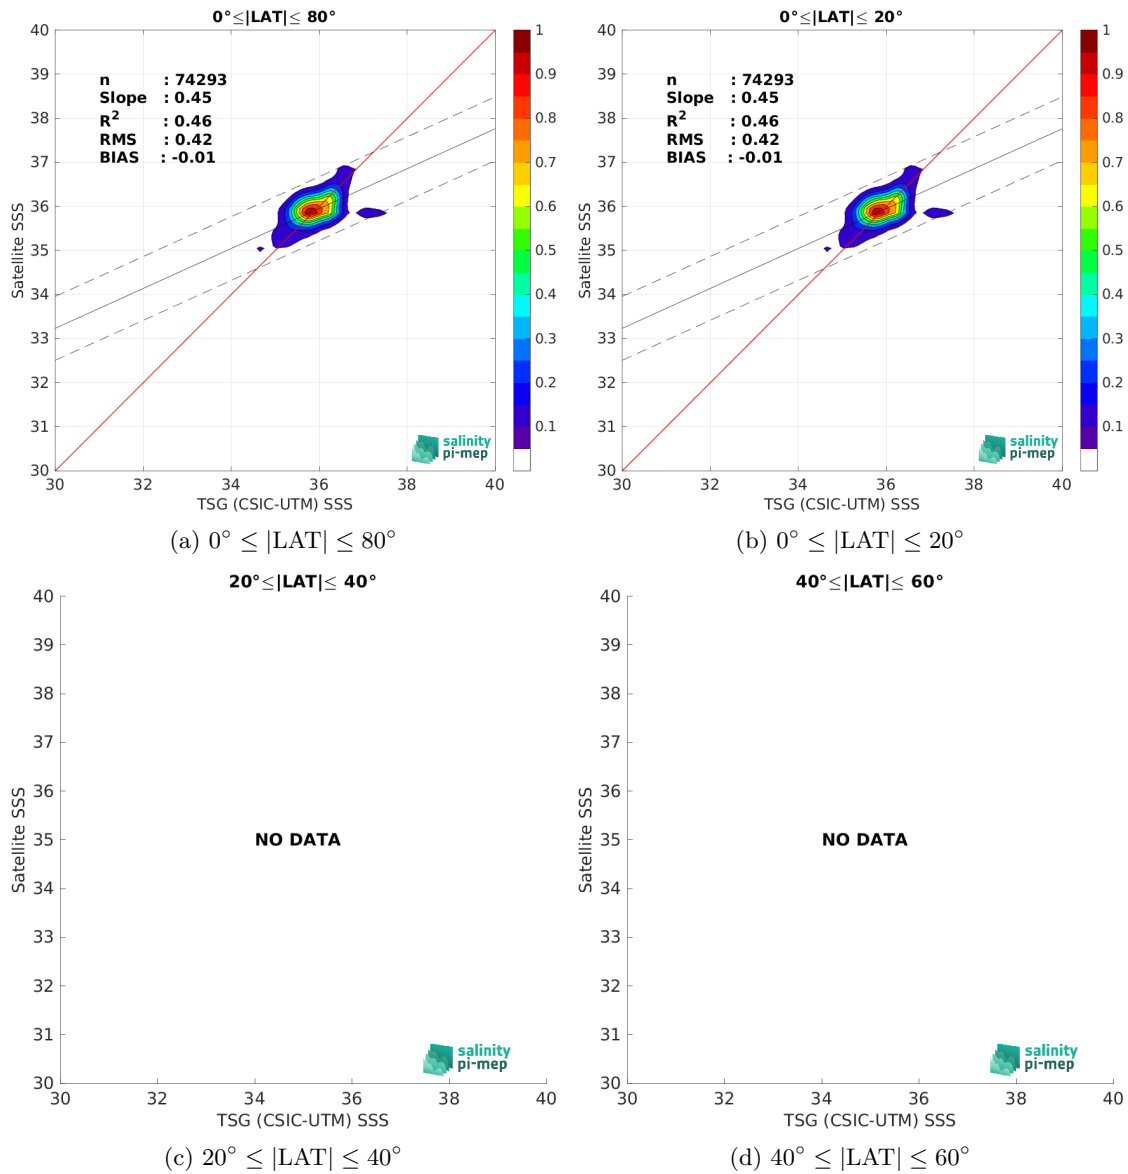 0°≤|LAT|≤ 80°
40
39
38
37
36
35
34
33
32
31
30
30 32 34 36 38 40
Satellite SSS
TSG (CSIC-UTM) SSS
n : 74293
Slope : 0.45
R² : 0.46
RMS : 0.42
BIAS : -0.01
1
0.9
0.8
0.7
0.6
0.5
0.4
0.3
0.2
0.1
salinity
pi-mep
(a) 0° ≤ |LAT| ≤ 80°
0°≤|LAT|≤ 20°
40
39
38
37
36
35
34
33
32
31
30
30 32 34 36 38 40
Satellite SSS
TSG (CSIC-UTM) SSS
n : 74293
Slope : 0.45
R² : 0.46
RMS : 0.42
BIAS : -0.01
1
0.9
0.8
0.7
0.6
0.5
0.4
0.3
0.2
0.1
salinity
pi-mep
(b) 0° ≤ |LAT| ≤ 20°
20°≤|LAT|≤ 40°
40
39
38
37
36
35
34
33
32
31
30
30 32 34 36 38 40
Satellite SSS
TSG (CSIC-UTM) SSS
NO DATA
salinity
pi-mep
(c) 20° ≤ |LAT| ≤ 40°
40°≤|LAT|≤ 60°
40
39
38
37
36
35
34
33
32
31
30
30 32 34 36 38 40
Satellite SSS
TSG (CSIC-UTM) SSS
NO DATA
salinity
pi-mep
(d) 40° ≤ |LAT| ≤ 60°